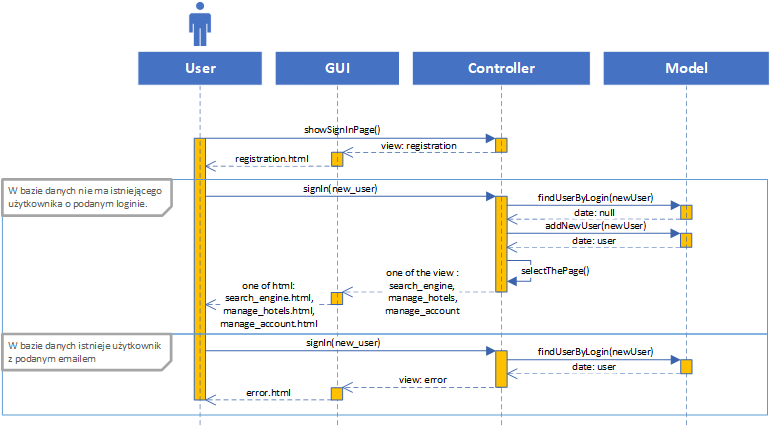 User
GUI
Controller
Model
showSignInPage()
view: registration
registration.html
W bazie danych nie ma istniejącego
użytkownika o podanym loginie.
signIn(new_user)
findUserByLogin(newUser)
date: null
addNewUser(newUser)
date: user
selectThePage()
one of the view :
search_engine,
manage_hotels,
manage_account
one of html:
search_engine.html,
manage_hotels.html,
manage_account.html
W bazie danych istnieje użytkownik
z podanym emailem
signIn(new_user)
findUserByLogin(newUser)
date: user
view: error
error.html